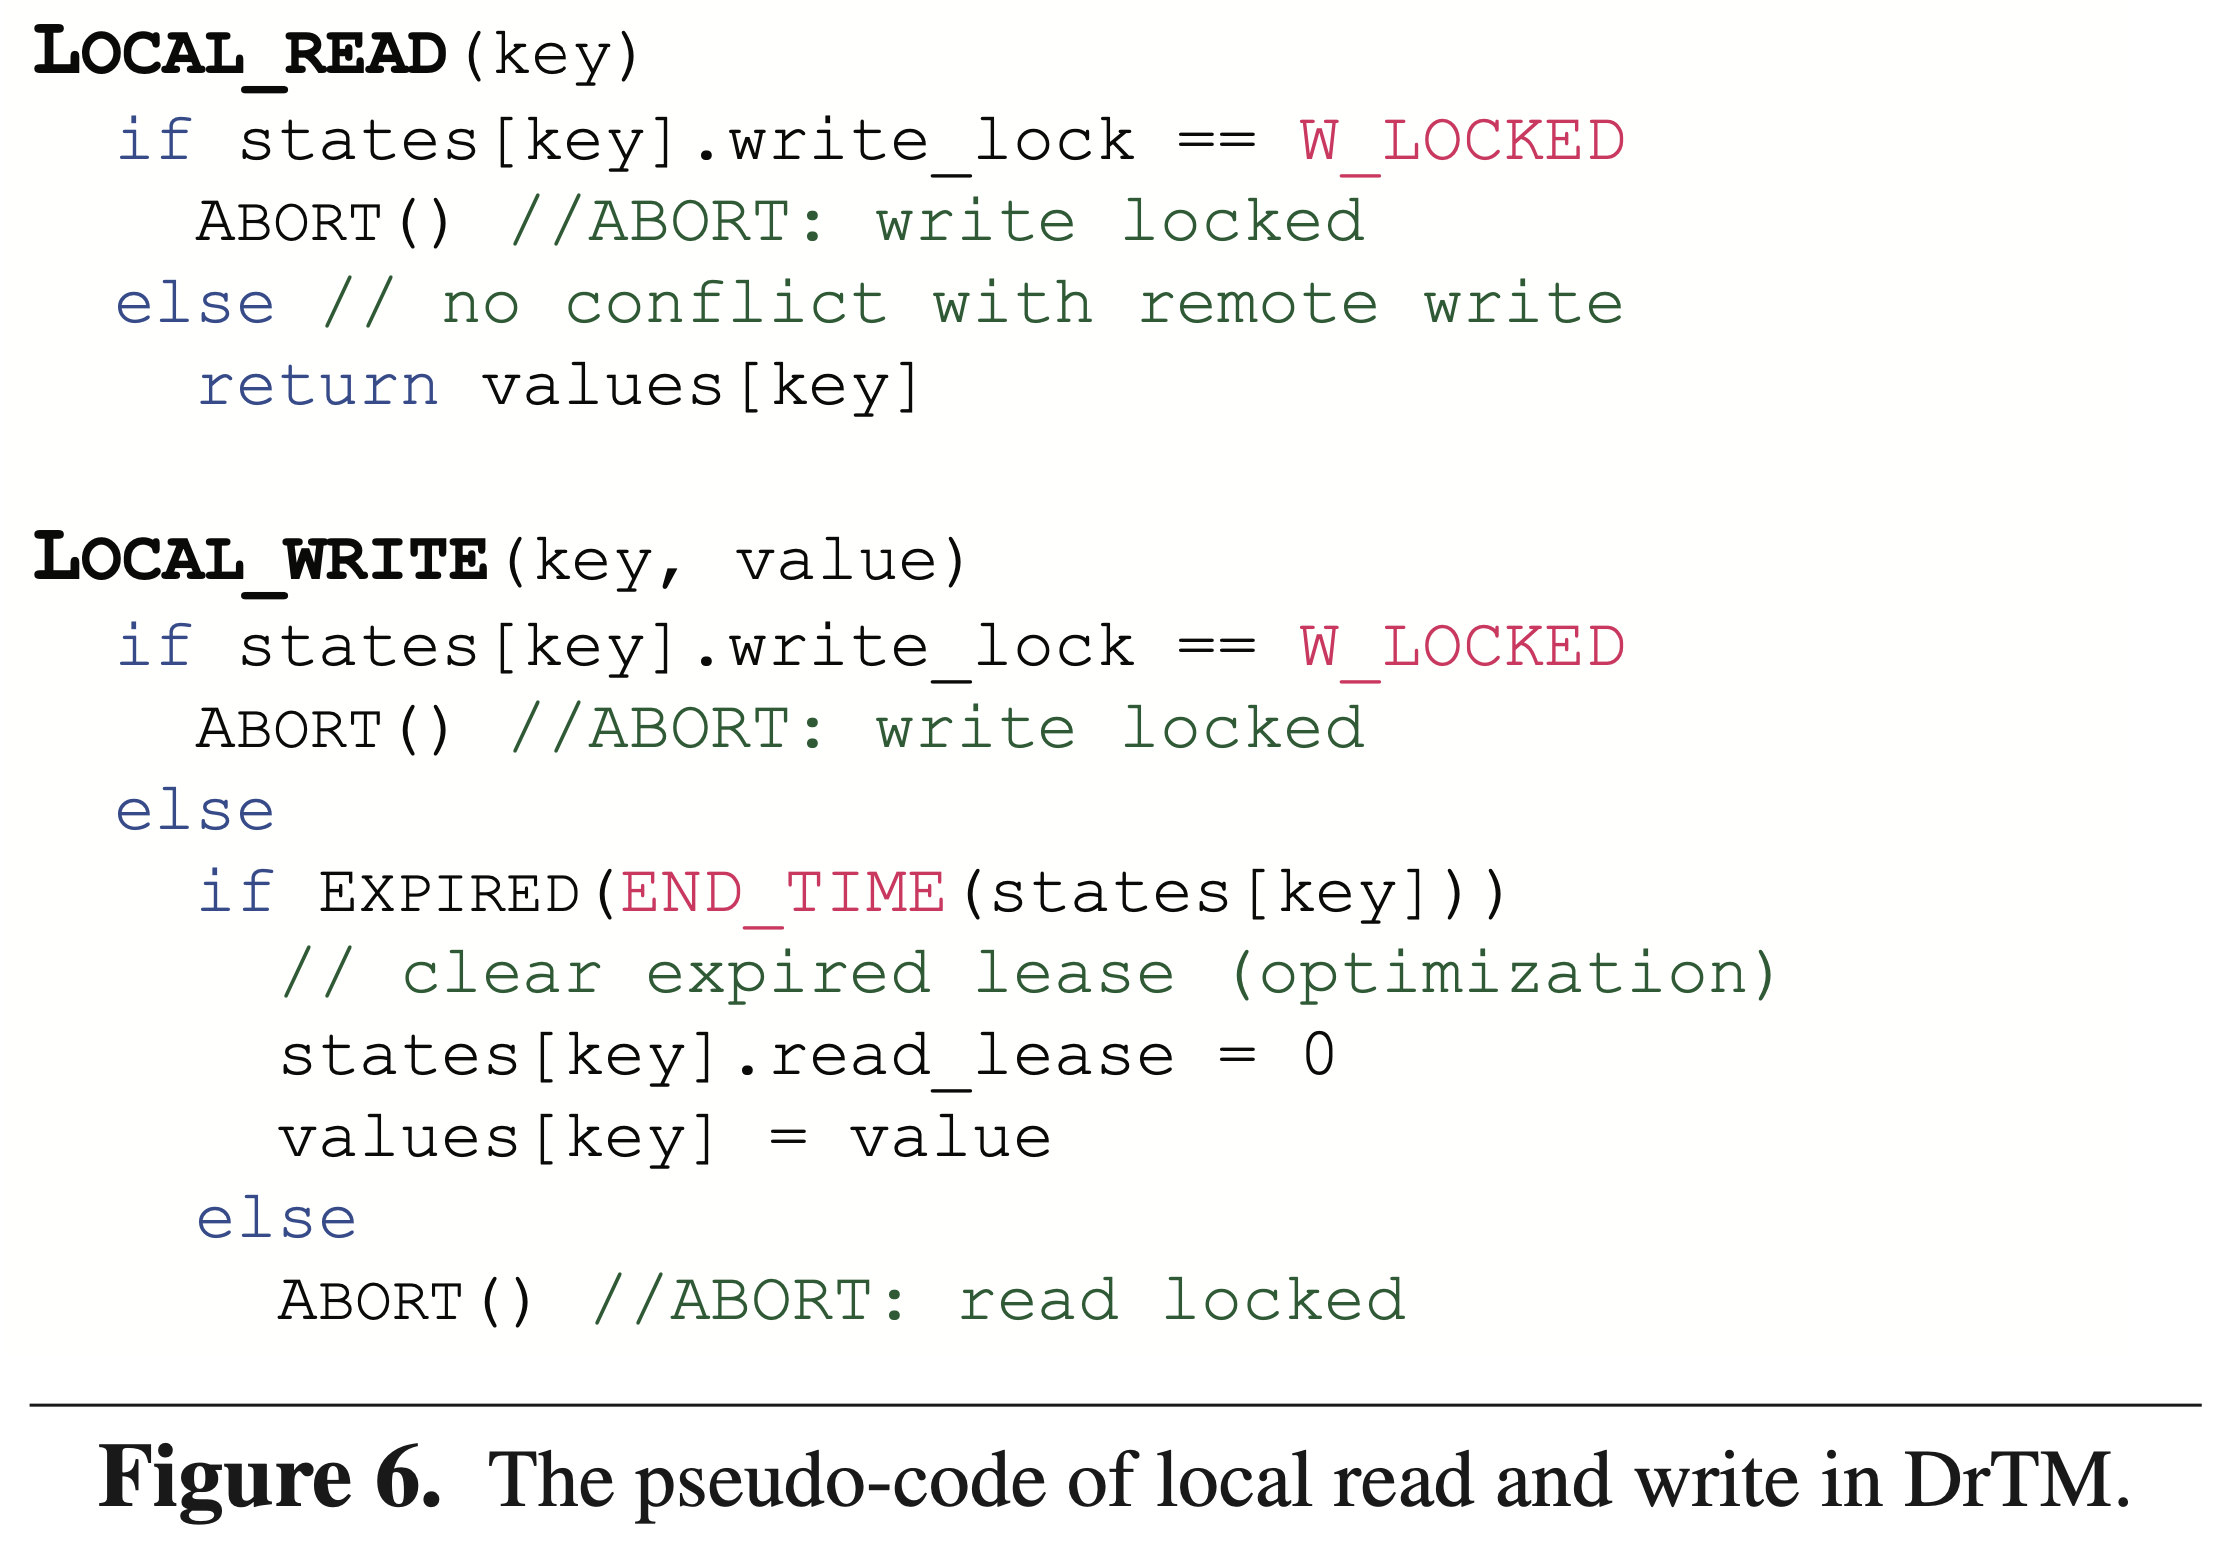 LOCAL_READ(key)
if states[key].write_lock == W_LOCKED
ABORT() //ABORT: write locked
else // no conflict with remote write
return values[key]
LOCAL_WRITE(key, value)
if states[key].write_lock == W_LOCKED
ABORT() //ABORT: write locked
else
if EXPIRED(END_TIME(states[key]))
// clear expired lease (optimization)
states[key].read_lease = 0
values[key] = value
else
ABORT() //ABORT: read locked
Figure 6. The pseudo-code of local read and write in DrTM.